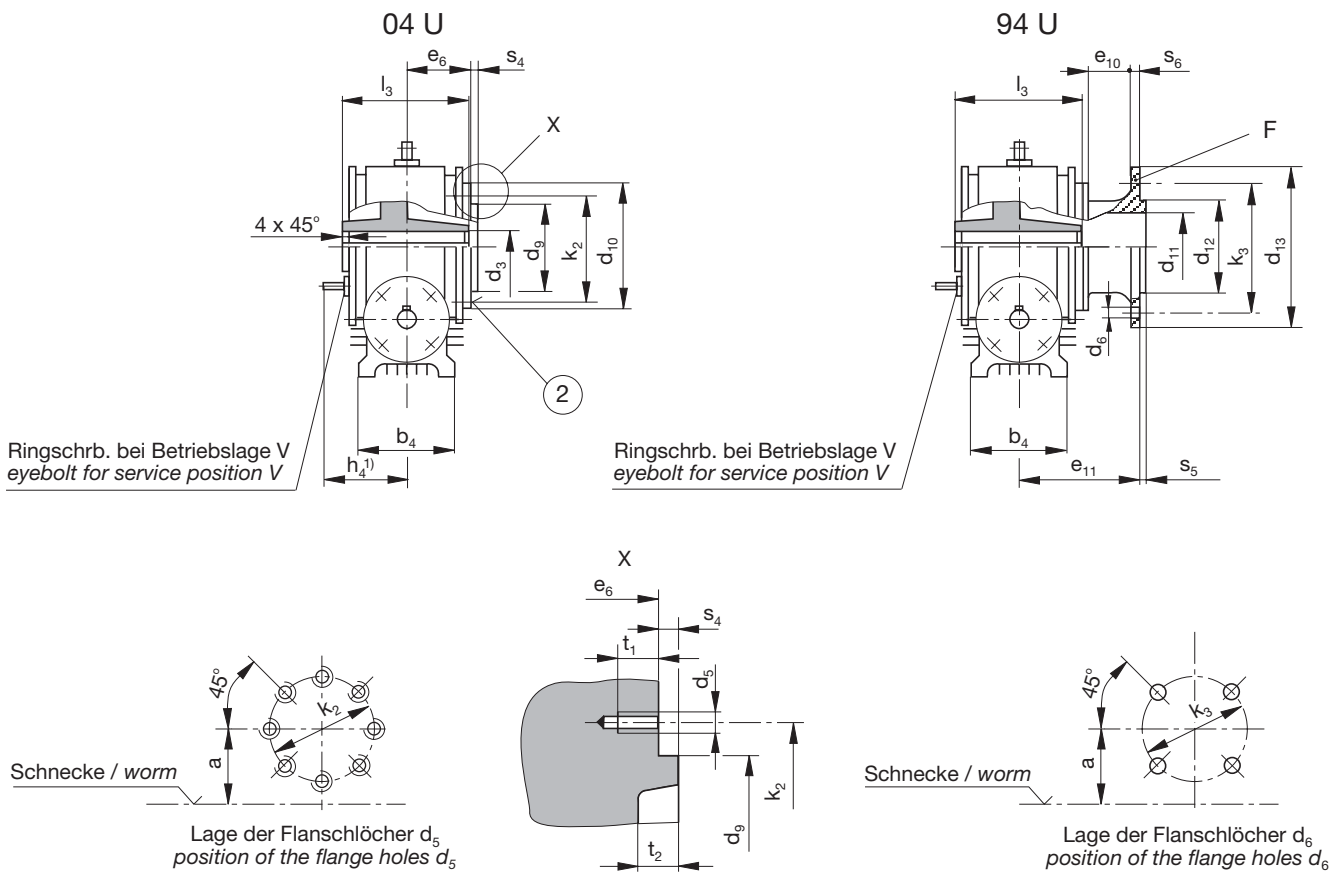 04 U
94 U
e₆ s₄
l₃
X
4 x 45°
d₃
d₉
k₂
d₁₀
2
b₄
h₄¹⁾
Ringschrb. bei Betriebslage V
eyebolt for service position V
e₁₀ s₆
l₃
F
d₁₁
d₁₂
k₃
d₁₃
d₆
b₄
e₁₁ s₅
Ringschrb. bei Betriebslage V
eyebolt for service position V
45°
k₂
a
Schnecke / worm
Lage der Flanschlöcher d₅
position of the flange holes d₅
X
e₆
s₄
t₁
d₅
k₂
d₉
t₂
45°
k₃
a
Schnecke / worm
Lage der Flanschlöcher d₆
position of the flange holes d₆